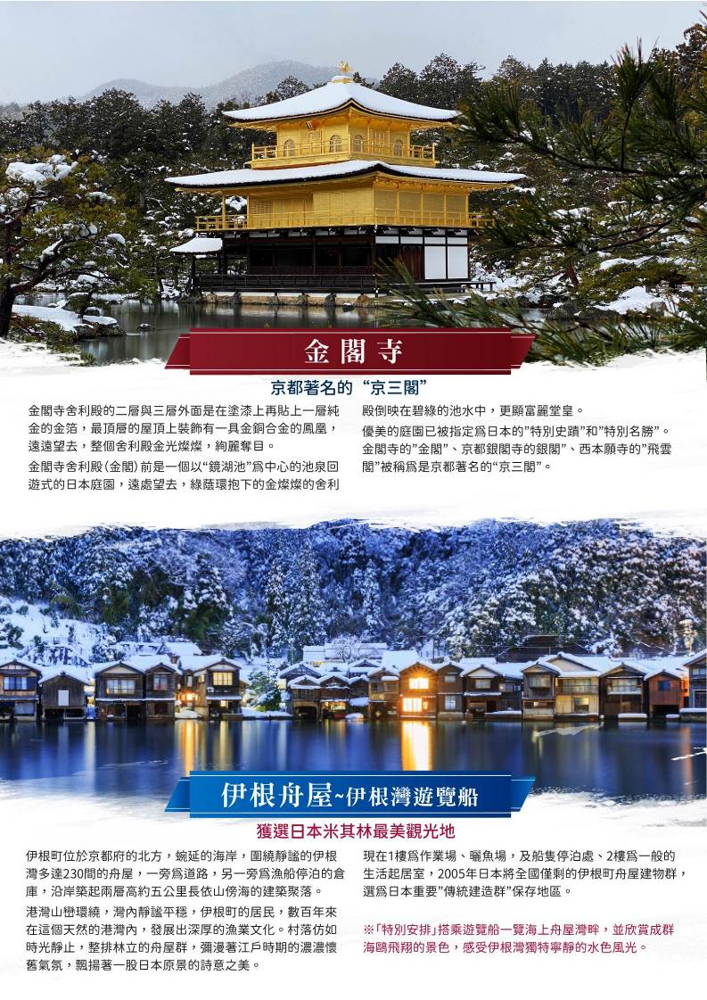 金閣寺
京都著名的“京三閣”
金閣寺舍利殿的二層與三層外面是在塗漆上再貼上一層純
金的金箔，最頂層的屋頂上裝飾有一具金銅合金的鳳凰，
遠遠望去，整個舍利殿金光燦燦，絢麗奪目。
金閣寺舍利殿(金閣)前是一個以“鏡湖池”為中心的池泉回
遊式的日本庭園，遠處望去，綠蔭環抱下的金燦燦的舍利
殿倒映在碧綠的池水中，更顯富麗堂皇。
優美的庭園已被指定為日本的”特別史蹟”和”特別名勝”。
金閣寺的”金閣”、京都銀閣寺的銀閣”、西本願寺的”飛雲
閣”被稱為是京都著名的“京三閣”。
伊根舟屋~伊根灣遊覽船
獲選日本米其林最美觀光地
伊根町位於京都府的北方，蜿延的海岸，圍繞靜謐的伊根
灣多達230間的舟屋，一旁為道路，另一旁為漁船停泊的倉
庫，沿岸築起兩層高約五公里長依山傍海的建築聚落。
港灣山巒環繞，灣內靜謐平穩，伊根町的居民，數百年來
在這個天然的港灣內，發展出深厚的漁業文化。村落仿如
時光靜止，整排林立的舟屋群，彌漫著江戶時期的濃濃懷
舊氣氛，飄揚著一股日本原景的詩意之美。
現在1樓為作業場、曬魚場，及船隻停泊處、2樓為一般的
生活起居室，2005年日本將全國僅剩的伊根町舟屋建物群，
選為日本重要”傳統建造群”保存地區。
※「特別安排」搭乘遊覽船一覽海上舟屋灣畔，並欣賞成群
海鷗飛翔的景色，感受伊根灣獨特寧靜的水色風光。